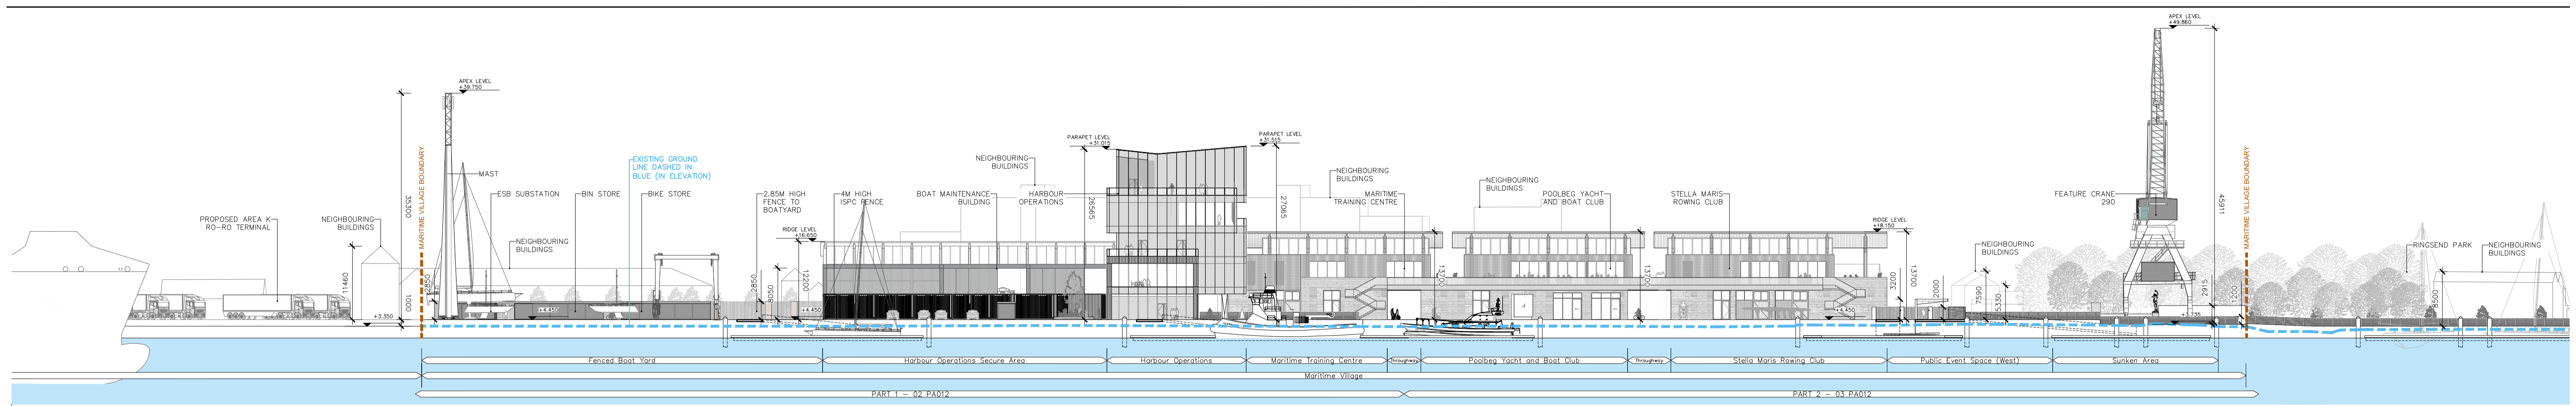 APEX LEVEL
+49.860
APEX LEVEL
+39.750
PARAPET LEVEL
+31.015
PARAPET LEVEL
+31.515
MARITIME VILLAGE BOUNDARY
MARITIME VILLAGE BOUNDARY
EXISTING GROUND
LINE DASHED IN
BLUE (IN ELEVATION)
NEIGHBOURING
BUILDINGS
NEIGHBOURING
BUILDINGS
NEIGHBOURING
BUILDINGS
MAST
ESB SUBSTATION
BIN STORE
BIKE STORE
2.85M HIGH
FENCE TO
BOATYARD
4M HIGH
ISPC FENCE
BOAT MAINTENANCE
BUILDING
HARBOUR
OPERATIONS
MARITIME
TRAINING CENTRE
POOLBEG YACHT
AND BOAT CLUB
STELLA MARIS
ROWING CLUB
FEATURE CRANE
290
PROPOSED AREA K
RO-RO TERMINAL
NEIGHBOURING
BUILDINGS
NEIGHBOURING
BUILDINGS
RIDGE LEVEL
+16.650
RIDGE LEVEL
+18.150
NEIGHBOURING
BUILDINGS
RINGSEND PARK
NEIGHBOURING
BUILDINGS
35300
26565
27065
45911
11460
2850
1000
2850
8050
12200
13700
13700
3200
13700
2000
7590
5330
2915
1200
8500
+3.350
+4.450
+4.450
+4.450
+3.735
Fenced Boat Yard
Harbour Operations Secure Area
Harbour Operations
Maritime Training Centre
Throughway
Poolbeg Yacht and Boat Club
Throughway
Stella Maris Rowing Club
Public Event Space (West)
Sunken Area
Maritime Village
PART 1 - 02 PA012
PART 2 - 03 PA012